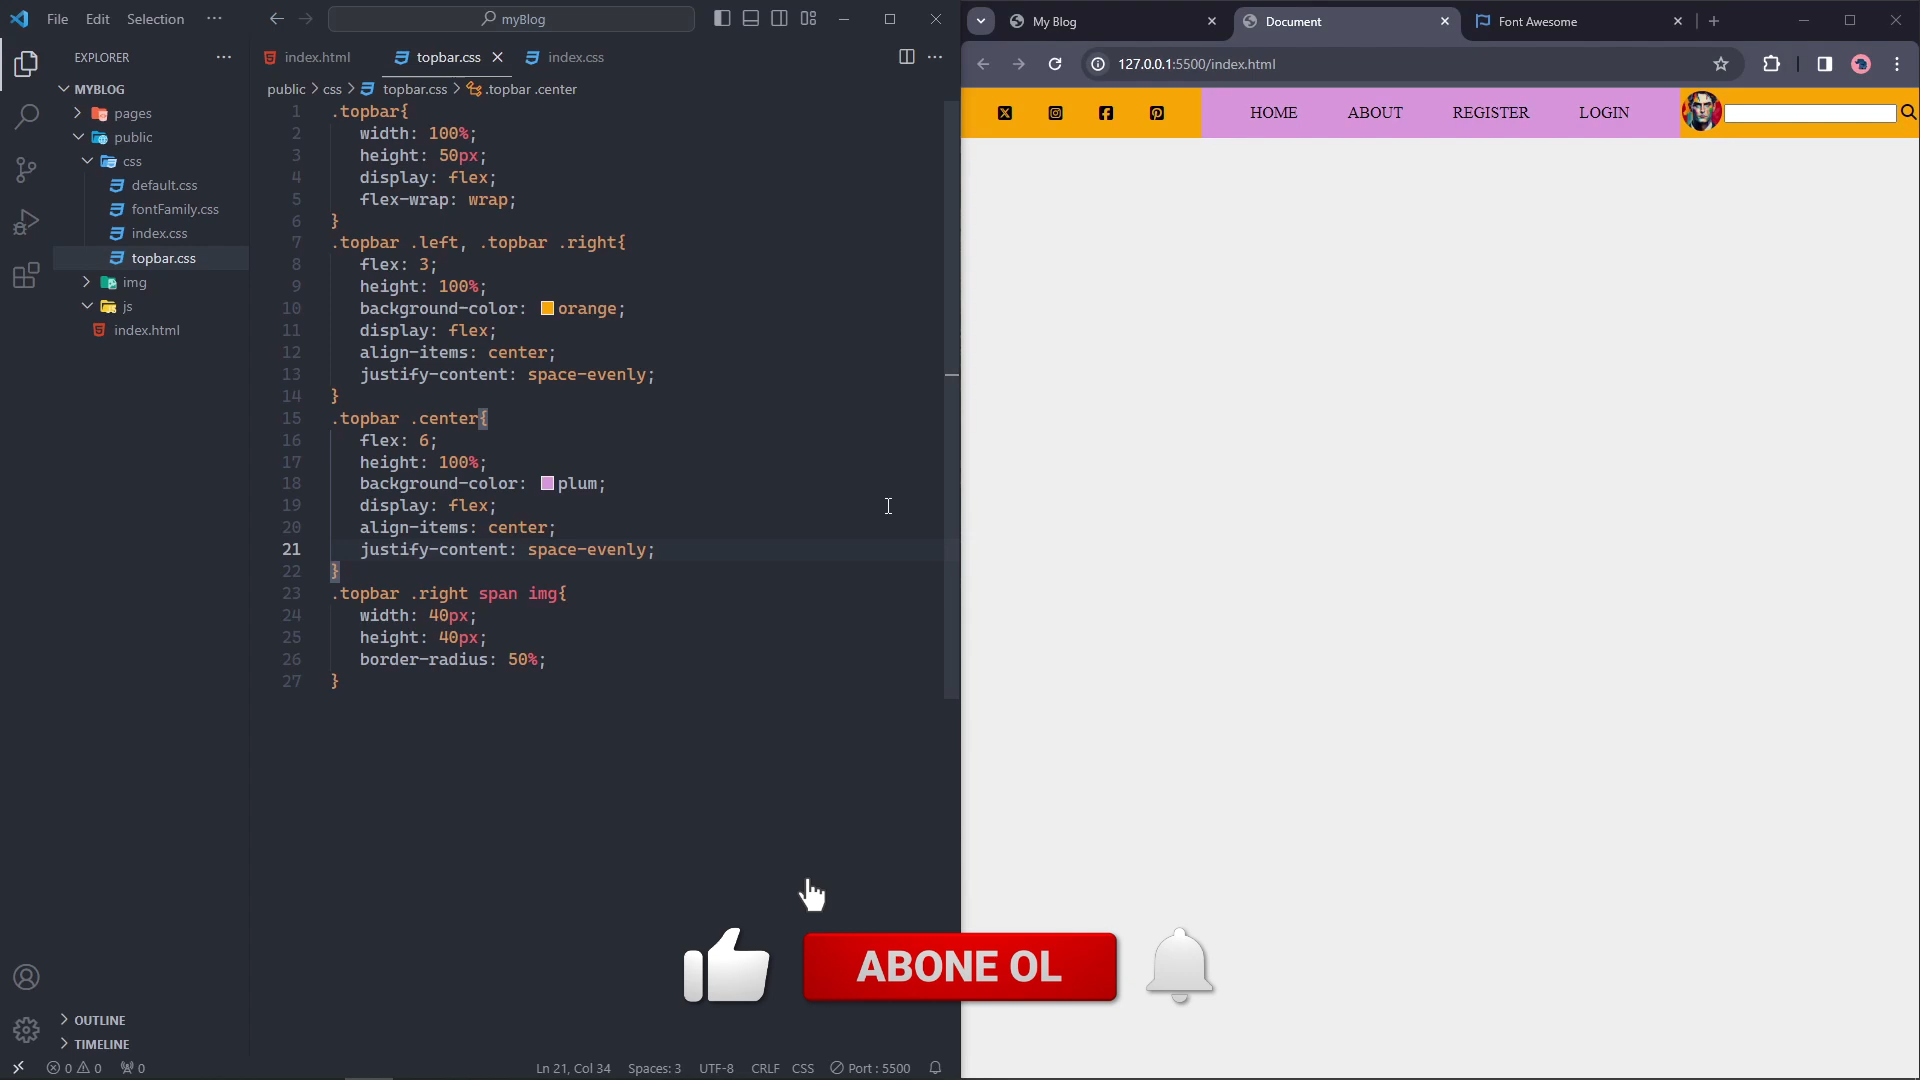 File Edit Selection ···
myBlog
EXPLORER ···
MYBLOG
pages
public
css
default.css
fontFamily.css
index.css
topbar.css
img
js
index.html
OUTLINE
TIMELINE
index.html topbar.css index.css
public > css > topbar.css > .topbar .center
1 .topbar{
2 width: 100%;
3 height: 50px;
4 display: flex;
5 flex-wrap: wrap;
6 }
7 .topbar .left, .topbar .right{
8 flex: 3;
9 height: 100%;
10 background-color: orange;
11 display: flex;
12 align-items: center;
13 justify-content: space-evenly;
14 }
15 .topbar .center{
16 flex: 6;
17 height: 100%;
18 background-color: plum;
19 display: flex;
20 align-items: center;
21 justify-content: space-evenly;
22 }
23 .topbar .right span img{
24 width: 40px;
25 height: 40px;
26 border-radius: 50%;
27 }
0 0 0 Ln 21, Col 34 Spaces: 3 UTF-8 CRLF CSS Port : 5500
My Blog Document Font Awesome
127.0.0.1:5500/index.html
HOME ABOUT REGISTER LOGIN
ABONE OL